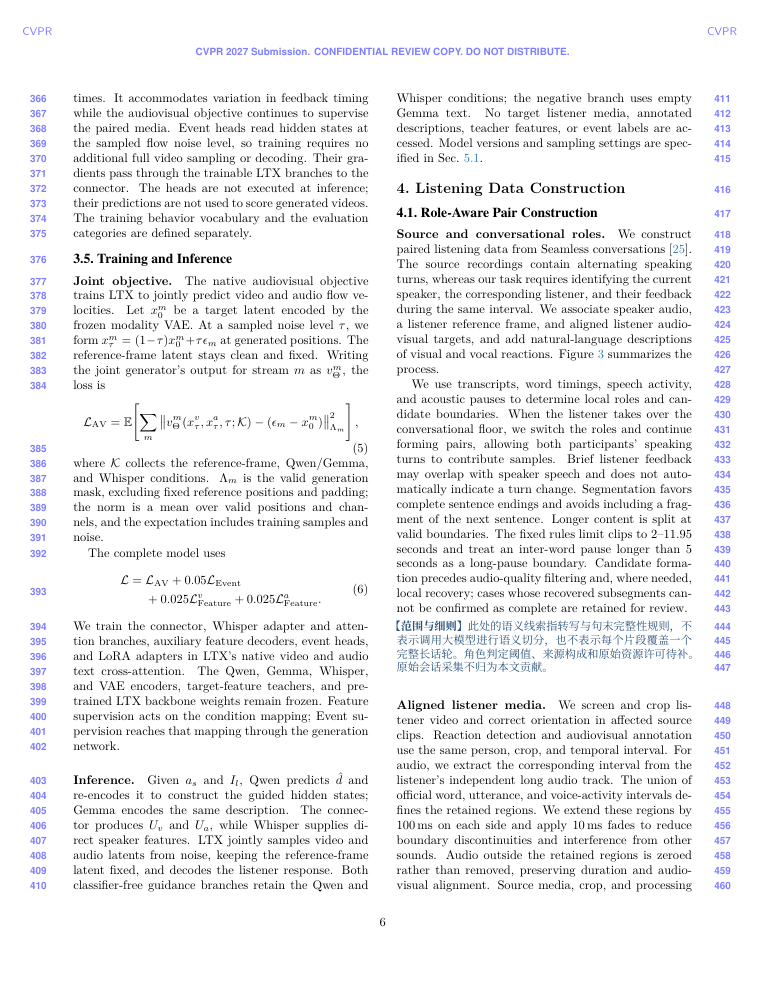 CVPR
CVPR
CVPR 2027 Submission. CONFIDENTIAL REVIEW COPY. DO NOT DISTRIBUTE.
366 times. It accommodates variation in feedback timing
367 while the audiovisual objective continues to supervise
368 the paired media. Event heads read hidden states at
369 the sampled flow noise level, so training requires no
370 additional full video sampling or decoding. Their gra-
371 dients pass through the trainable LTX branches to the
372 connector. The heads are not executed at inference;
373 their predictions are not used to score generated videos.
374 The training behavior vocabulary and the evaluation
375 categories are defined separately.
376 3.5. Training and Inference
377 Joint objective. The native audiovisual objective
378 trains LTX to jointly predict video and audio flow ve-
379 locities. Let x_0^m be a target latent encoded by the
380 frozen modality VAE. At a sampled noise level τ, we
381 form x_τ^m = (1−τ)x_0^m+τϵ_m at generated positions. The
382 reference-frame latent stays clean and fixed. Writing
383 the joint generator's output for stream m as v_Θ^m, the
384 loss is
ℒ_AV = 𝔼[∑_m ‖v_Θ^m(x_τ^v, x_τ^a, τ; 𝒦) − (ϵ_m − x_0^m)‖²_{Λ_m}],
385 (5)
386 where 𝒦 collects the reference-frame, Qwen/Gemma,
387 and Whisper conditions. Λ_m is the valid generation
388 mask, excluding fixed reference positions and padding;
389 the norm is a mean over valid positions and chan-
390 nels, and the expectation includes training samples and
391 noise.
392 The complete model uses
393 ℒ = ℒ_AV + 0.05ℒ_Event
+ 0.025ℒ^v_Feature + 0.025ℒ^a_Feature. (6)
394 We train the connector, Whisper adapter and atten-
395 tion branches, auxiliary feature decoders, event heads,
396 and LoRA adapters in LTX's native video and audio
397 text cross-attention. The Qwen, Gemma, Whisper,
398 and VAE encoders, target-feature teachers, and pre-
399 trained LTX backbone weights remain frozen. Feature
400 supervision acts on the condition mapping; Event su-
401 pervision reaches that mapping through the generation
402 network.
403 Inference. Given a_s and I_l, Qwen predicts d̂ and
404 re-encodes it to construct the guided hidden states;
405 Gemma encodes the same description. The connec-
406 tor produces U_v and U_a, while Whisper supplies di-
407 rect speaker features. LTX jointly samples video and
408 audio latents from noise, keeping the reference-frame
409 latent fixed, and decodes the listener response. Both
410 classifier-free guidance branches retain the Qwen and
Whisper conditions; the negative branch uses empty 411
Gemma text. No target listener media, annotated 412
descriptions, teacher features, or event labels are ac- 413
cessed. Model versions and sampling settings are spec- 414
ified in Sec. 5.1. 415
4. Listening Data Construction 416
4.1. Role-Aware Pair Construction 417
Source and conversational roles. We construct 418
paired listening data from Seamless conversations [25]. 419
The source recordings contain alternating speaking 420
turns, whereas our task requires identifying the current 421
speaker, the corresponding listener, and their feedback 422
during the same interval. We associate speaker audio, 423
a listener reference frame, and aligned listener audio- 424
visual targets, and add natural-language descriptions 425
of visual and vocal reactions. Figure 3 summarizes the 426
process. 427
We use transcripts, word timings, speech activity, 428
and acoustic pauses to determine local roles and can- 429
didate boundaries. When the listener takes over the 430
conversational floor, we switch the roles and continue 431
forming pairs, allowing both participants' speaking 432
turns to contribute samples. Brief listener feedback 433
may overlap with speaker speech and does not auto- 434
matically indicate a turn change. Segmentation favors 435
complete sentence endings and avoids including a frag- 436
ment of the next sentence. Longer content is split at 437
valid boundaries. The fixed rules limit clips to 2–11.95 438
seconds and treat an inter-word pause longer than 5 439
seconds as a long-pause boundary. Candidate forma- 440
tion precedes audio-quality filtering and, where needed, 441
local recovery; cases whose recovered subsegments can- 442
not be confirmed as complete are retained for review. 443
【范围与细则】此处的语义线索指转写与句末完整性规则，不 444
表示调用大模型进行语义切分，也不表示每个片段覆盖一个 445
完整长话轮。角色判定阈值、来源构成和原始资源许可待补。 446
原始会话采集不归为本文贡献。 447
Aligned listener media. We screen and crop lis- 448
tener video and correct orientation in affected source 449
clips. Reaction detection and audiovisual annotation 450
use the same person, crop, and temporal interval. For 451
audio, we extract the corresponding interval from the 452
listener's independent long audio track. The union of 453
official word, utterance, and voice-activity intervals de- 454
fines the retained regions. We extend these regions by 455
100 ms on each side and apply 10 ms fades to reduce 456
boundary discontinuities and interference from other 457
sounds. Audio outside the retained regions is zeroed 458
rather than removed, preserving duration and audio- 459
visual alignment. Source media, crop, and processing 460
6